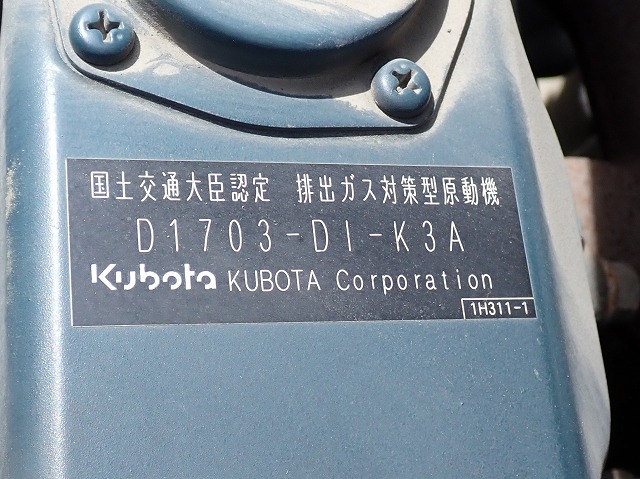 国土交通大臣認定 排出ガス対策型原動機
D1703-DI-K3A
Kubota KUBOTA Corporation
1H311-1